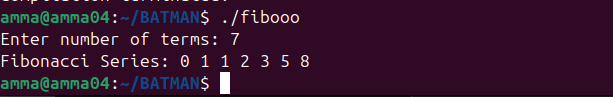 amma@amma04:~/BATMAN$ ./fibooo
Enter number of terms: 7
Fibonacci Series: 0 1 1 2 3 5 8
amma@amma04:~/BATMAN$